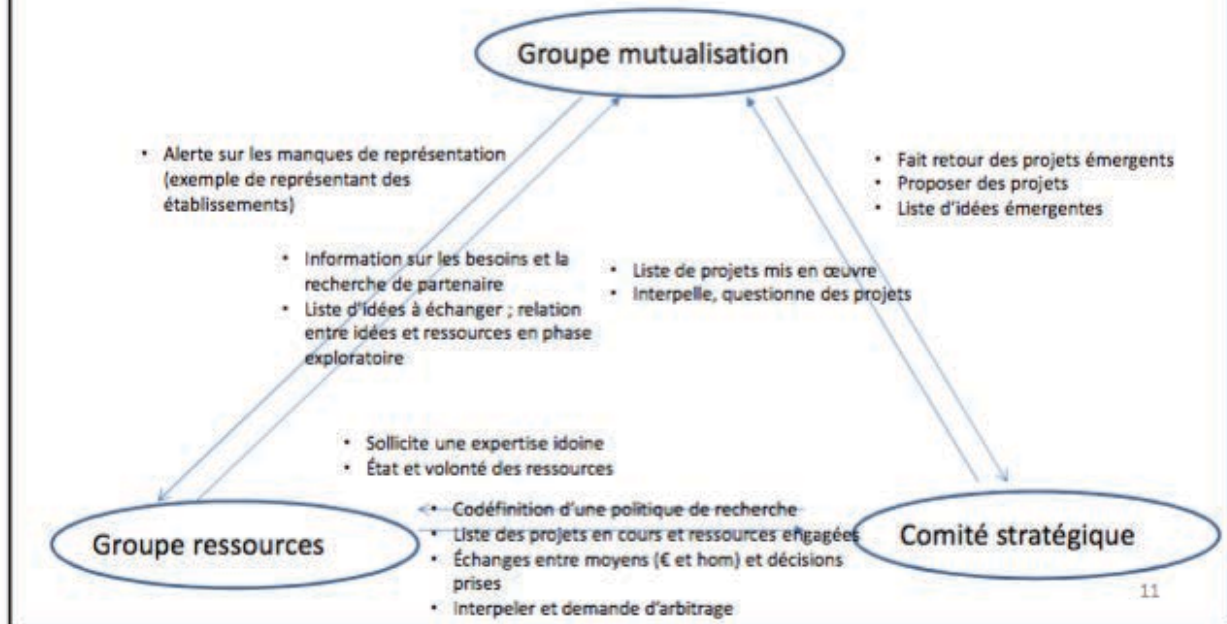 Groupe mutualisation
• Alerte sur les manques de représentation
(exemple de représentant des
établissements)
• Fait retour des projets émergents
• Proposer des projets
• Liste d'idées émergentes
• Information sur les besoins et la
recherche de partenaire
• Liste d'idées à échanger ; relation
entre idées et ressources en phase
exploratoire
• Liste de projets mis en œuvre
• Interpelle, questionne des projets
• Sollicite une expertise idoine
• État et volonté des ressources
Groupe ressources
• Codéfinition d'une politique de recherche
• Liste des projets en cours et ressources engagées
• Échanges entre moyens (€ et hom) et décisions
prises
• Interpeler et demande d'arbitrage
Comité stratégique
11